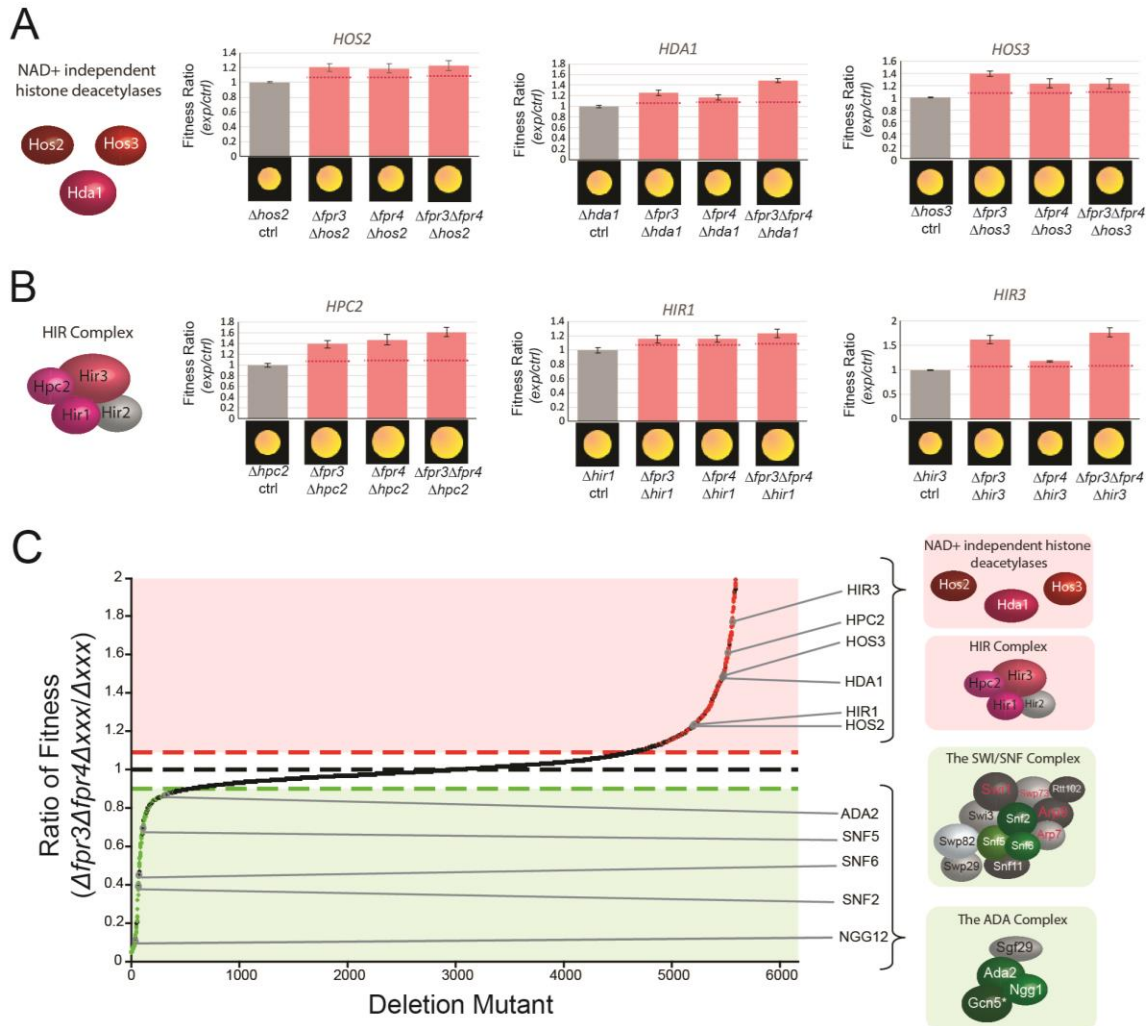 A
NAD+ independent
histone deacetylases
Hos2
Hos3
Hda1
HOS2
Fitness Ratio
(exp/ctrl)
1.4
1.2
1
0.8
0.6
0.4
0.2
0
Δhos2
ctrl
Δfpr3
Δhos2
Δfpr4
Δhos2
Δfpr3Δfpr4
Δhos2
HDA1
Fitness Ratio
(exp/ctrl)
1.6
1.4
1.2
1
0.8
0.6
0.4
0.2
0
Δhda1
ctrl
Δfpr3
Δhda1
Δfpr4
Δhda1
Δfpr3Δfpr4
Δhda1
HOS3
Fitness Ratio
(exp/ctrl)
1.6
1.4
1.2
1
0.8
0.6
0.4
0.2
0
Δhos3
ctrl
Δfpr3
Δhos3
Δfpr4
Δhos3
Δfpr3Δfpr4
Δhos3
B
HIR Complex
Hpc2
Hir3
Hir1
Hir2
HPC2
Fitness Ratio
(exp/ctrl)
1.8
1.6
1.4
1.2
1
0.8
0.6
0.4
0.2
0
Δhpc2
ctrl
Δfpr3
Δhpc2
Δfpr4
Δhpc2
Δfpr3Δfpr4
Δhpc2
HIR1
Fitness Ratio
(exp/ctrl)
1.4
1.2
1
0.8
0.6
0.4
0.2
0
Δhir1
ctrl
Δfpr3
Δhir1
Δfpr4
Δhir1
Δfpr3Δfpr4
Δhir1
HIR3
Fitness Ratio
(exp/ctrl)
2
1.8
1.6
1.4
1.2
1
0.8
0.6
0.4
0.2
0
Δhir3
ctrl
Δfpr3
Δhir3
Δfpr4
Δhir3
Δfpr3Δfpr4
Δhir3
C
Ratio of Fitness
(Δfpr3Δfpr4Δxxx/Δxxx)
2
1.8
1.6
1.4
1.2
1
0.8
0.6
0.4
0.2
0
0
1000
2000
3000
4000
5000
6000
Deletion Mutant
HIR3
HPC2
HOS3
HDA1
HIR1
HOS2
ADA2
SNF5
SNF6
SNF2
NGG12
NAD+ independent histone
deacetylases
Hos2
Hos3
Hda1
HIR Complex
Hpc2
Hir3
Hir1
Hir2
The SWI/SNF Complex
Swp73
Rtt102
Swi3
Snf2
Arp7
Swp82
Snf5
Snf6
Swp29
Snf11
The ADA Complex
Sgf29
Ada2
Ngg1
Gcn5*